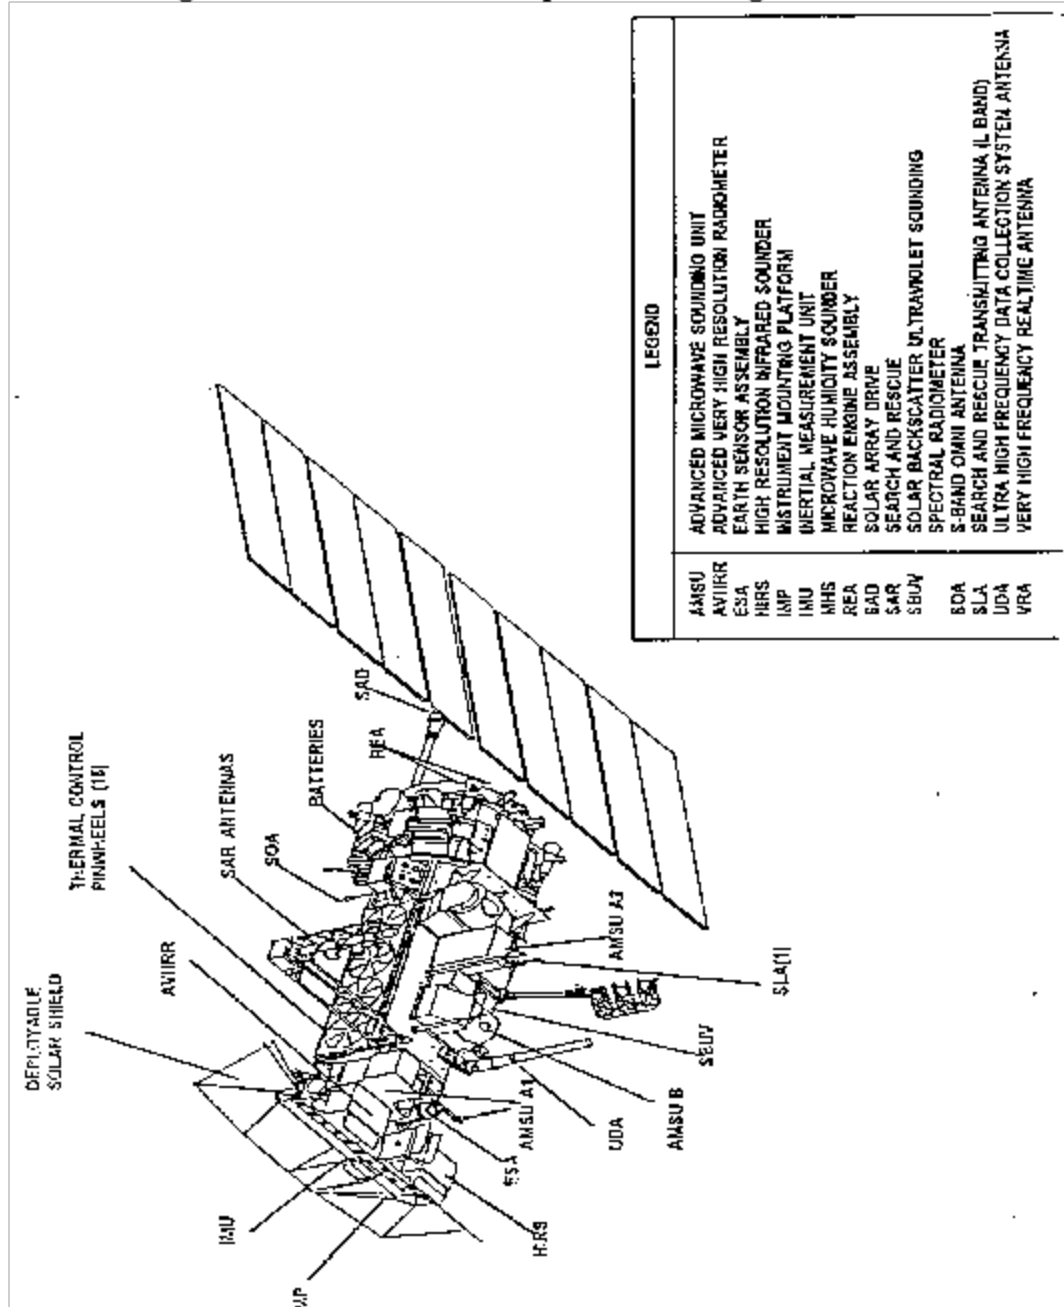 DEPLOYABLE
SOLAR SHIELD
THERMAL CONTROL
PINWHEELS (18)
AVHRR
SAR ANTENNAS
SOA
BATTERIES
REA
SAD
IMU
HIRS
ESA
AMSU A1
UDA
AMSU B
SBUV
SLA(1)
AMSU A2
LEGEND
AMSU ADVANCED MICROWAVE SOUNDING UNIT
AVHRR ADVANCED VERY HIGH RESOLUTION RADIOMETER
ESA EARTH SENSOR ASSEMBLY
HIRS HIGH RESOLUTION INFRARED SOUNDER
IMP INSTRUMENT MOUNTING PLATFORM
IMU INERTIAL MEASUREMENT UNIT
MHS MICROWAVE HUMIDITY SOUNDER
REA REACTION ENGINE ASSEMBLY
SAD SOLAR ARRAY DRIVE
SAR SEARCH AND RESCUE
SBUV SOLAR BACKSCATTER ULTRAVIOLET SOUNDING
SPECTRAL RADIOMETER
SOA S-BAND OMNI ANTENNA
SLA SEARCH AND RESCUE TRANSMITTING ANTENNA (L BAND)
UDA ULTRA HIGH FREQUENCY DATA COLLECTION SYSTEM ANTENNA
VRA VERY HIGH FREQUENCY REALTIME ANTENNA